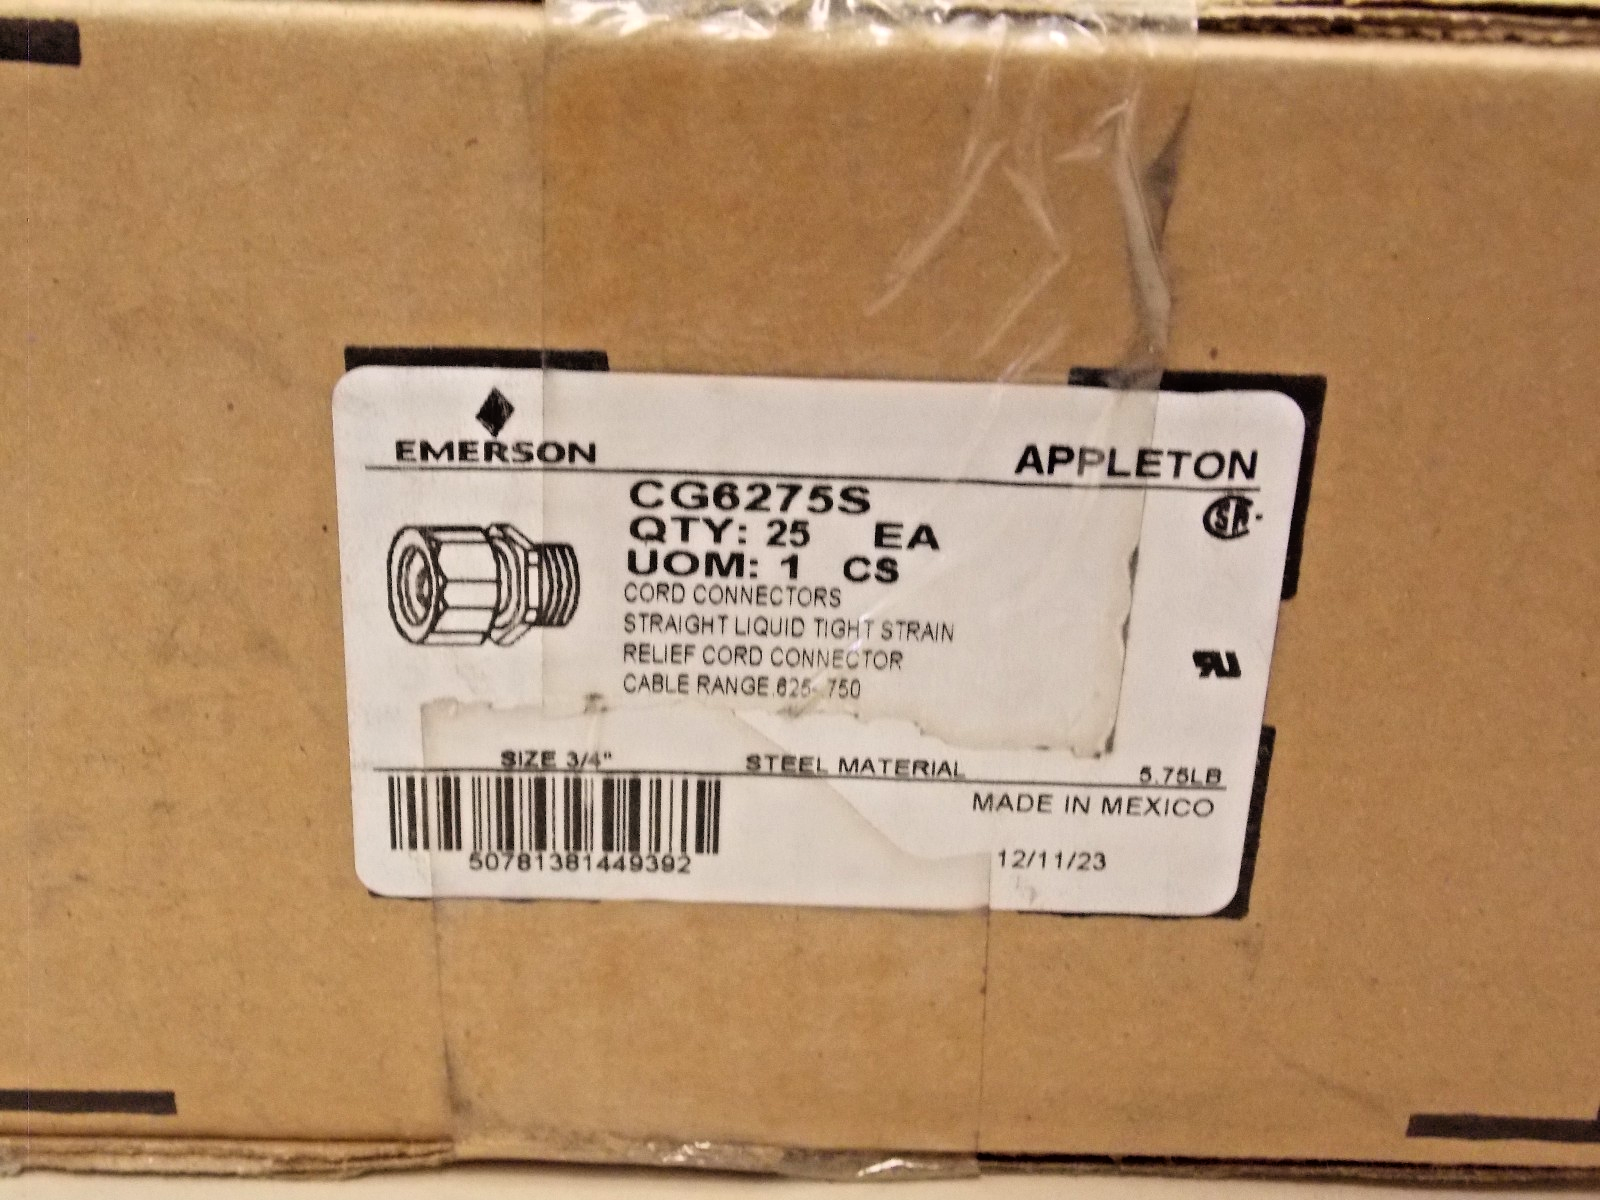 EMERSON
APPLETON
CG6275S
QTY: 25 EA
UOM: 1 CS
CORD CONNECTORS
STRAIGHT LIQUID TIGHT STRAIN
RELIEF CORD CONNECTOR
CABLE RANGE.625-.750
SIZE 3/4" STEEL MATERIAL 5.75LB
MADE IN MEXICO
50781381449392
12/11/23